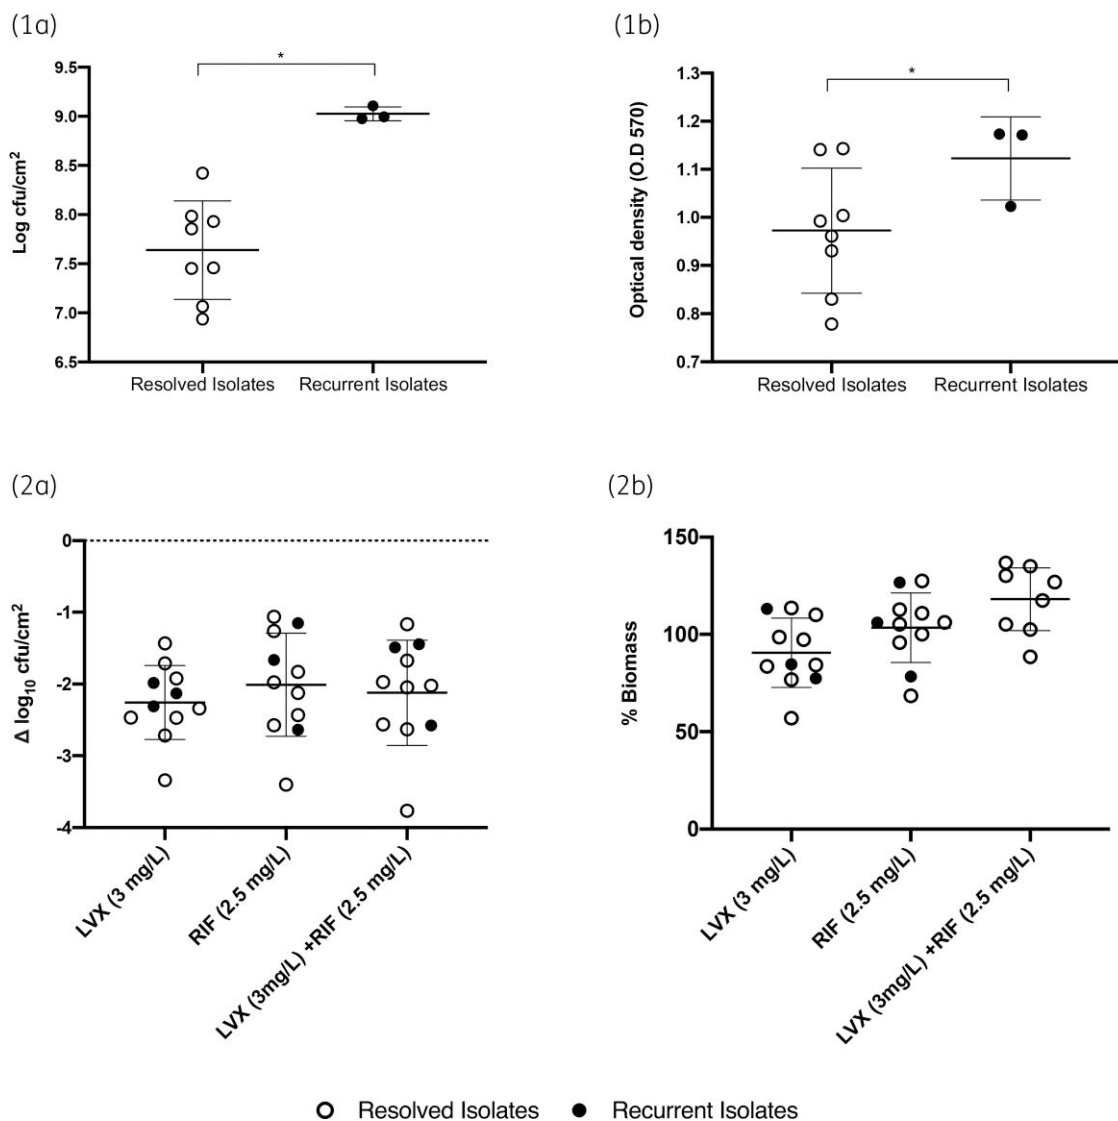 (1a)
*
9.5
9.0
8.5
8.0
7.5
7.0
6.5
Log cfu/cm²
Resolved Isolates
Recurrent Isolates
(1b)
*
1.3
1.2
1.1
1.0
0.9
0.8
0.7
Optical density (O.D 570)
Resolved Isolates
Recurrent Isolates
(2a)
0
-1
-2
-3
-4
Δ log₁₀ cfu/cm²
LVX (3 mg/L)
RIF (2.5 mg/L)
LVX (3mg/L) +RIF (2.5 mg/L)
(2b)
150
100
50
0
% Biomass
LVX (3 mg/L)
RIF (2.5 mg/L)
LVX (3mg/L) +RIF (2.5 mg/L)
Resolved Isolates
Recurrent Isolates